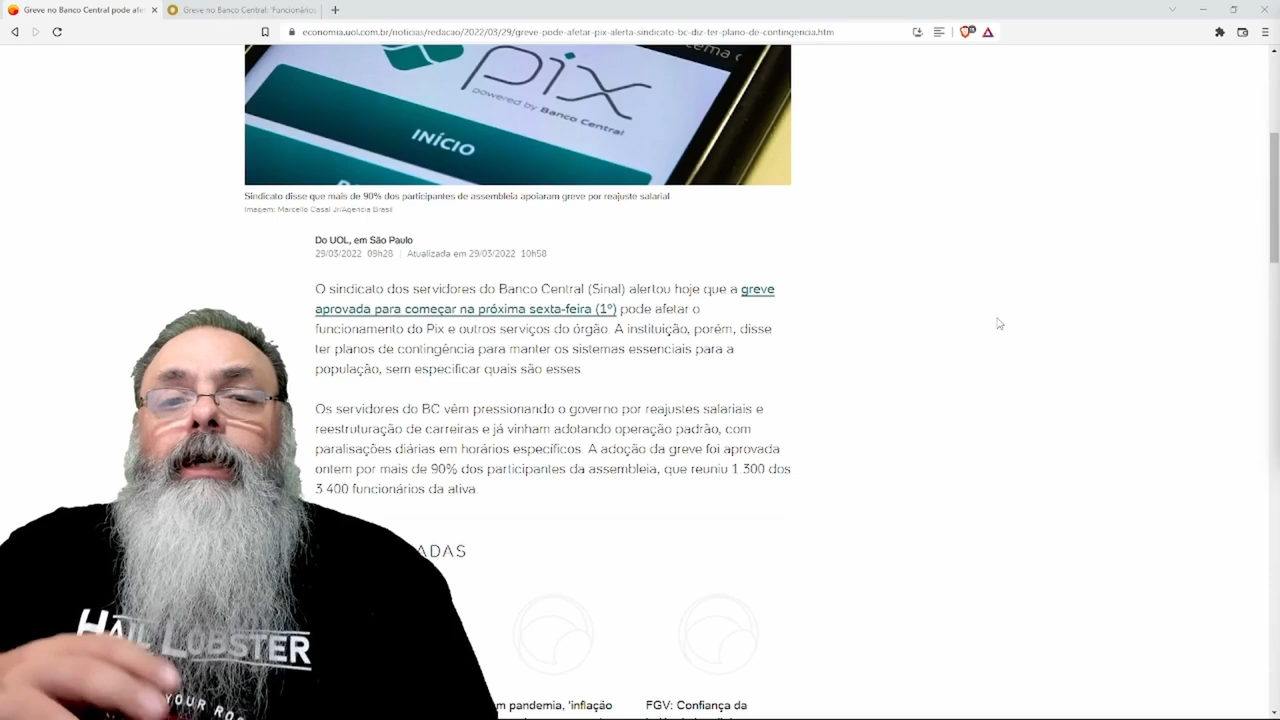 Greve no Banco Central pode afe
Greve no Banco Central: 'Funcionários
economia.uol.com.br/noticias/redacao/2022/03/29/greve-pode-afetar-pix-alerta-sindicato-bc-diz-ter-plano-de-contingencia.htm
pix
powered by Banco Central
INÍCIO
Sindicato disse que mais de 90% dos participantes de assembleia apoiaram greve por reajuste salarial
Imagem: Marcello Casal Jr/Agencia Brasil
Do UOL, em São Paulo
29/03/2022 09h28 | Atualizada em 29/03/2022 10h58
O sindicato dos servidores do Banco Central (Sinal) alertou hoje que a greve
aprovada para começar na próxima sexta-feira (1º) pode afetar o
funcionamento do Pix e outros serviços do órgão. A instituição, porém, disse
ter planos de contingência para manter os sistemas essenciais para a
população, sem especificar quais são esses.
Os servidores do BC vêm pressionando o governo por reajustes salariais e
reestruturação de carreiras e já vinham adotando operação padrão, com
paralisações diárias em horários específicos. A adoção da greve foi aprovada
ontem por mais de 90% dos participantes da assembleia, que reuniu 1.300 dos
3.400 funcionários da ativa.
ADAS
HAIL LOBSTER
YOUR ROO
m pandemia, 'inflação
FGV: Confiança da